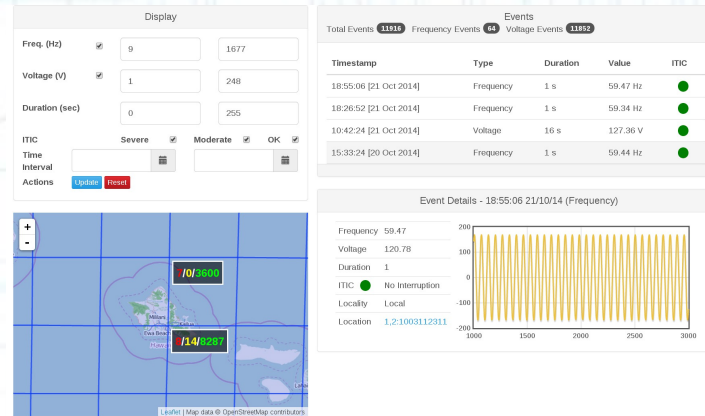 Display
Freq. (Hz) 9 1677
Voltage (V) 1 248
Duration (sec) 0 255
ITIC Severe Moderate OK
Time Interval
Actions Update Reset
+
-
/0/3600
/14/8287
Mililani
Ewa Beach
Leaflet | Map data © OpenStreetMap contributors
Events
Total Events 11916 Frequency Events 64 Voltage Events 11852
Timestamp Type Duration Value ITIC
18:55:06 [21 Oct 2014] Frequency 1 s 59.47 Hz
18:26:52 [21 Oct 2014] Frequency 1 s 59.34 Hz
10:42:24 [21 Oct 2014] Voltage 16 s 127.36 V
15:33:24 [20 Oct 2014] Frequency 1 s 59.44 Hz
Event Details - 18:55:06 21/10/14 (Frequency)
Frequency 59.47
Voltage 120.78
Duration 1
ITIC No Interruption
Locality Local
Location 1,2:1003112311
200
100
0
-100
-200
1000 1500 2000 2500 3000